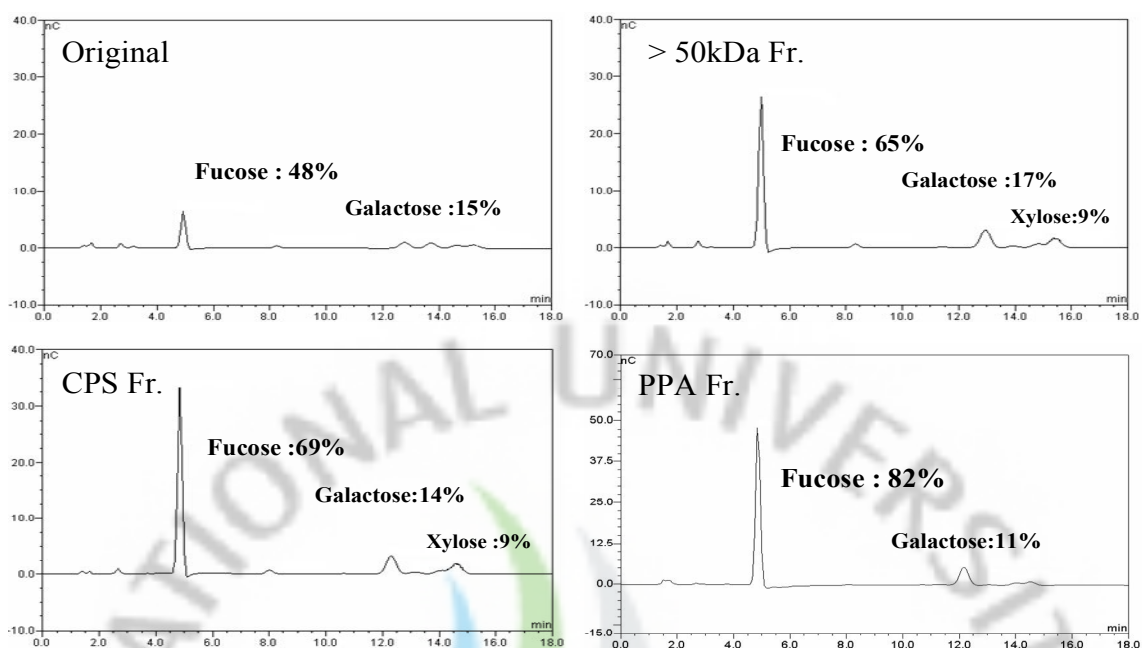 Original
nC
40.0
30.0
20.0
10.0
0.0
-10.0
Fucose : 48%
Galactose :15%
min
0.0 2.0 4.0 6.0 8.0 10.0 12.0 14.0 16.0 18.0
> 50kDa Fr.
nC
40.0
30.0
20.0
10.0
0.0
-10.0
Fucose : 65%
Galactose :17%
Xylose:9%
min
0.0 2.0 4.0 6.0 8.0 10.0 12.0 14.0 16.0 18.0
CPS Fr.
nC
40.0
30.0
20.0
10.0
0.0
-10.0
Fucose :69%
Galactose:14%
Xylose :9%
min
0.0 2.0 4.0 6.0 8.0 10.0 12.0 14.0 16.0 18.0
PPA Fr.
nC
70.0
50.0
37.5
25.0
12.5
0.0
-15.0
Fucose : 82%
Galactose:11%
min
0.0 2.0 4.0 6.0 8.0 10.0 12.0 14.0 16.0 18.0
ATIONAL UNIVERSIT